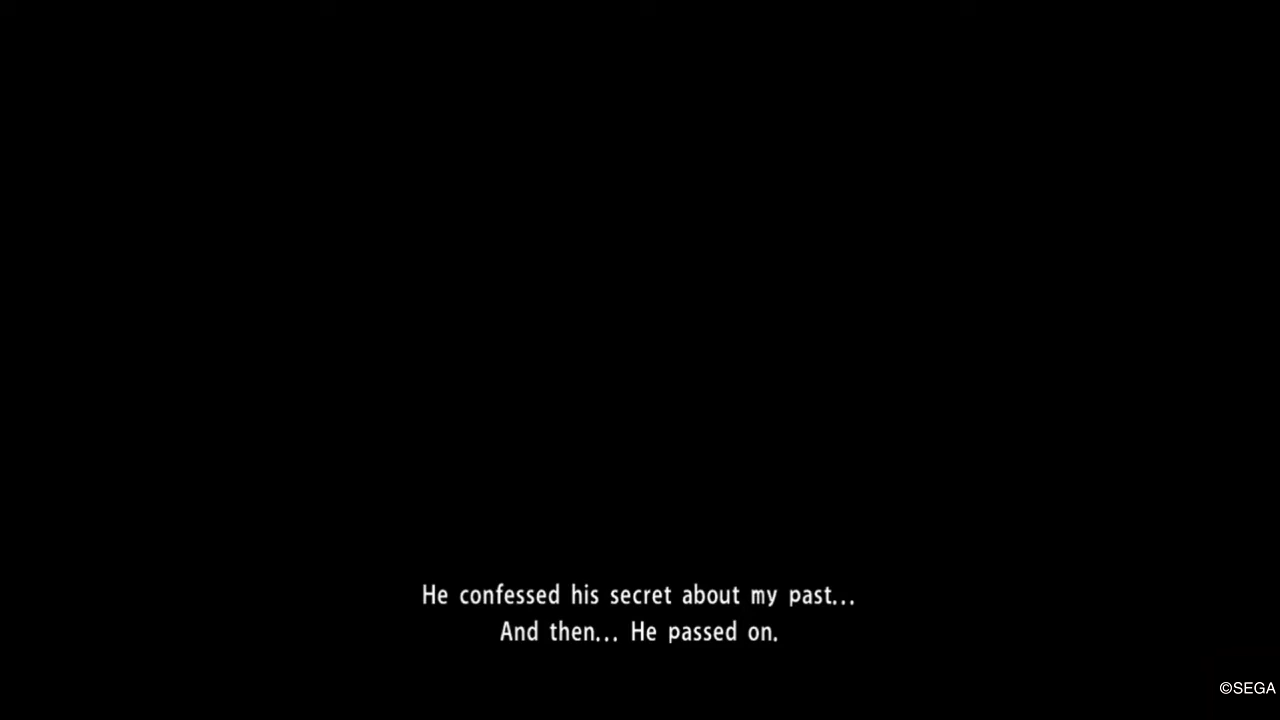 He confessed his secret about my past...
And then... He passed on.
©SEGA